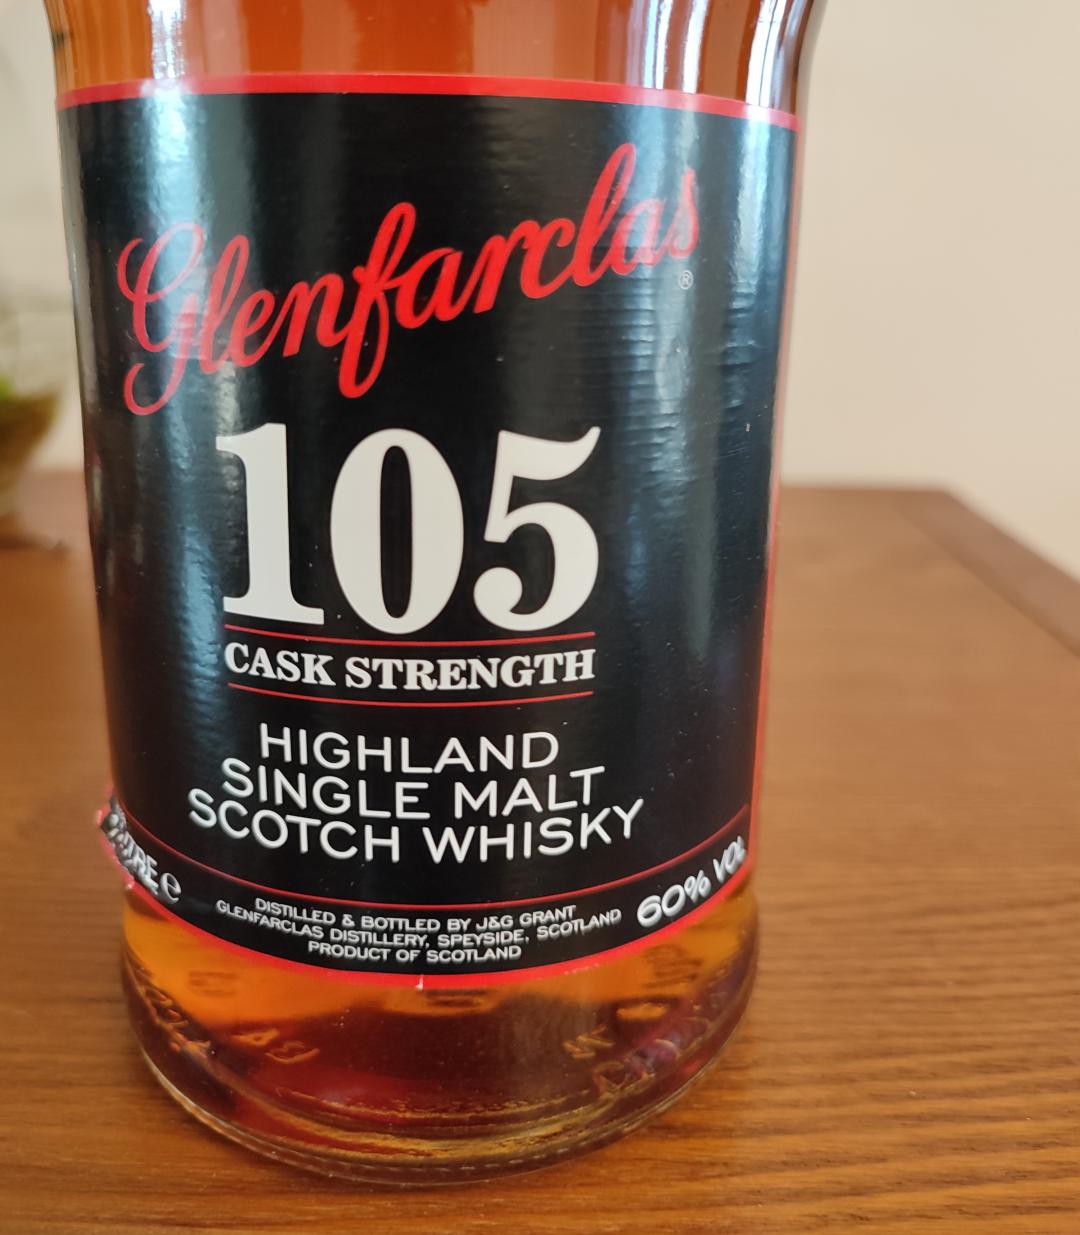 Glenfarclas
®
105
CASK STRENGTH
HIGHLAND
SINGLE MALT
SCOTCH WHISKY
DISTILLED & BOTTLED BY J&G GRANT
GLENFARCLAS DISTILLERY, SPEYSIDE, SCOTLAND
PRODUCT OF SCOTLAND
℮
60% VOL